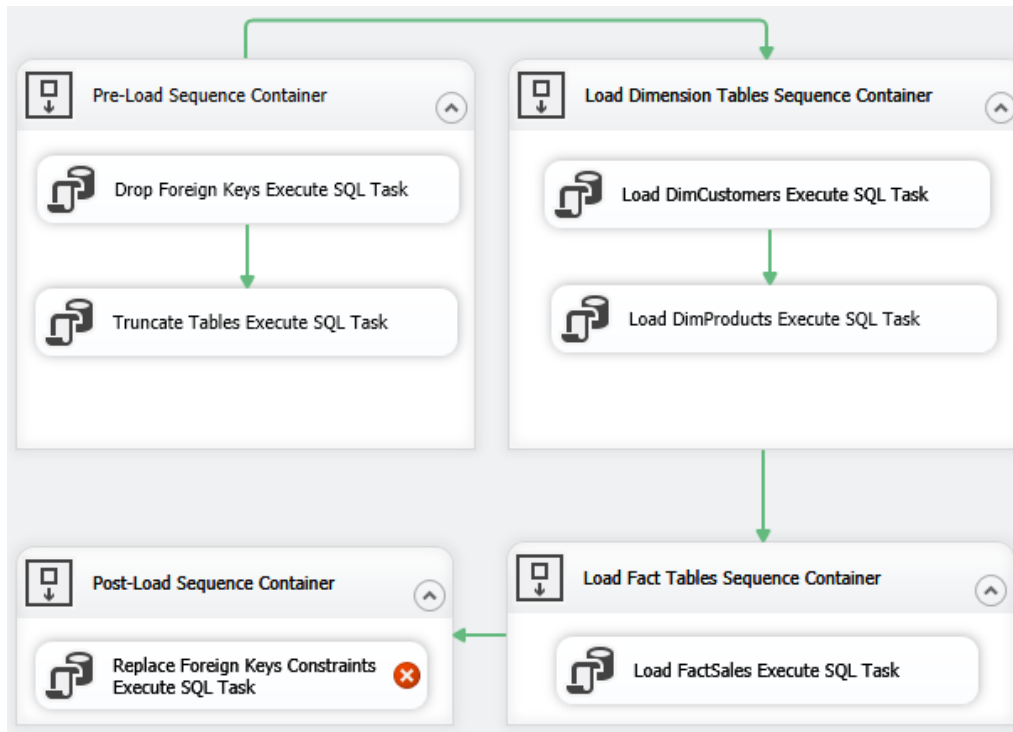 Pre-Load Sequence Container
Drop Foreign Keys Execute SQL Task
Truncate Tables Execute SQL Task
Load Dimension Tables Sequence Container
Load DimCustomers Execute SQL Task
Load DimProducts Execute SQL Task
Load Fact Tables Sequence Container
Load FactSales Execute SQL Task
Post-Load Sequence Container
Replace Foreign Keys Constraints
Execute SQL Task